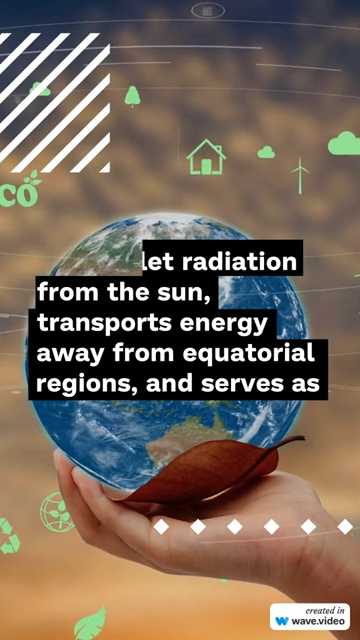 co
let radiation
from the sun,
transports energy
away from equatorial
regions, and serves as
created in
wave.video